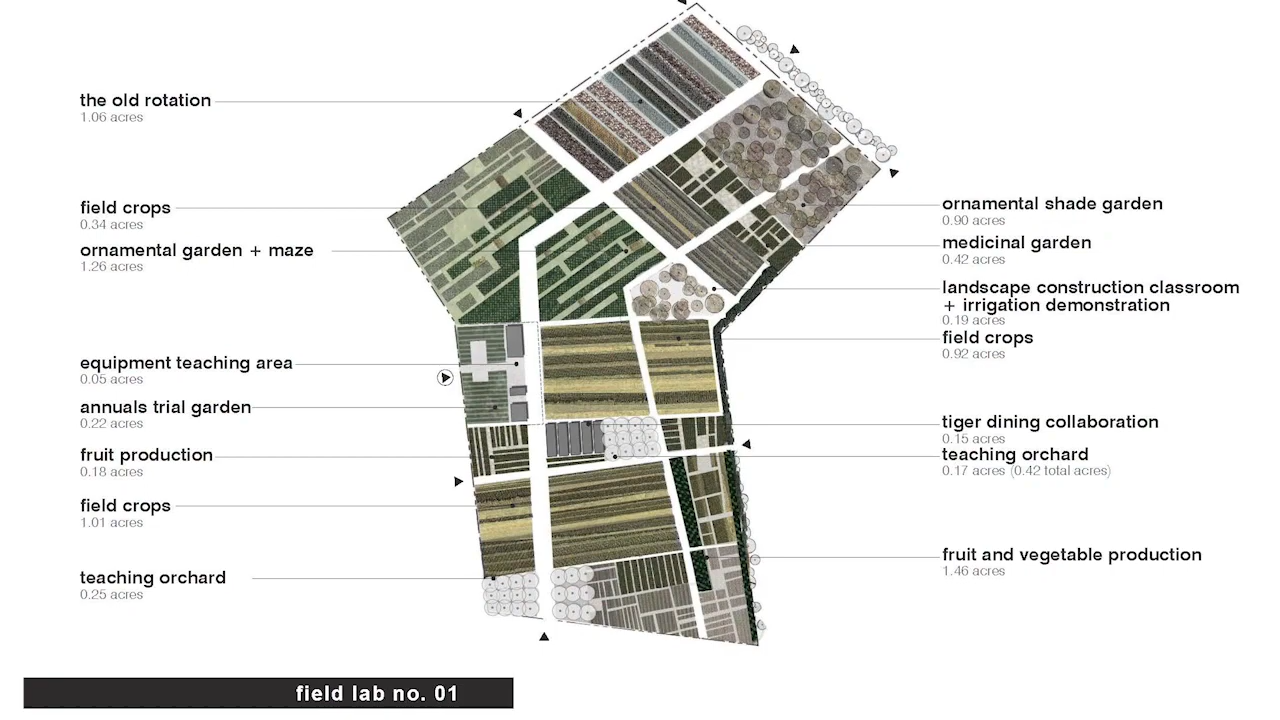 the old rotation
1.06 acres
field crops
0.34 acres
ornamental garden + maze
1.26 acres
equipment teaching area
0.05 acres
annuals trial garden
0.22 acres
fruit production
0.18 acres
field crops
1.01 acres
teaching orchard
0.25 acres
ornamental shade garden
0.90 acres
medicinal garden
0.42 acres
landscape construction classroom
+ irrigation demonstration
0.19 acres
field crops
0.92 acres
tiger dining collaboration
0.15 acres
teaching orchard
0.17 acres (0.42 total acres)
fruit and vegetable production
1.46 acres
field lab no. 01